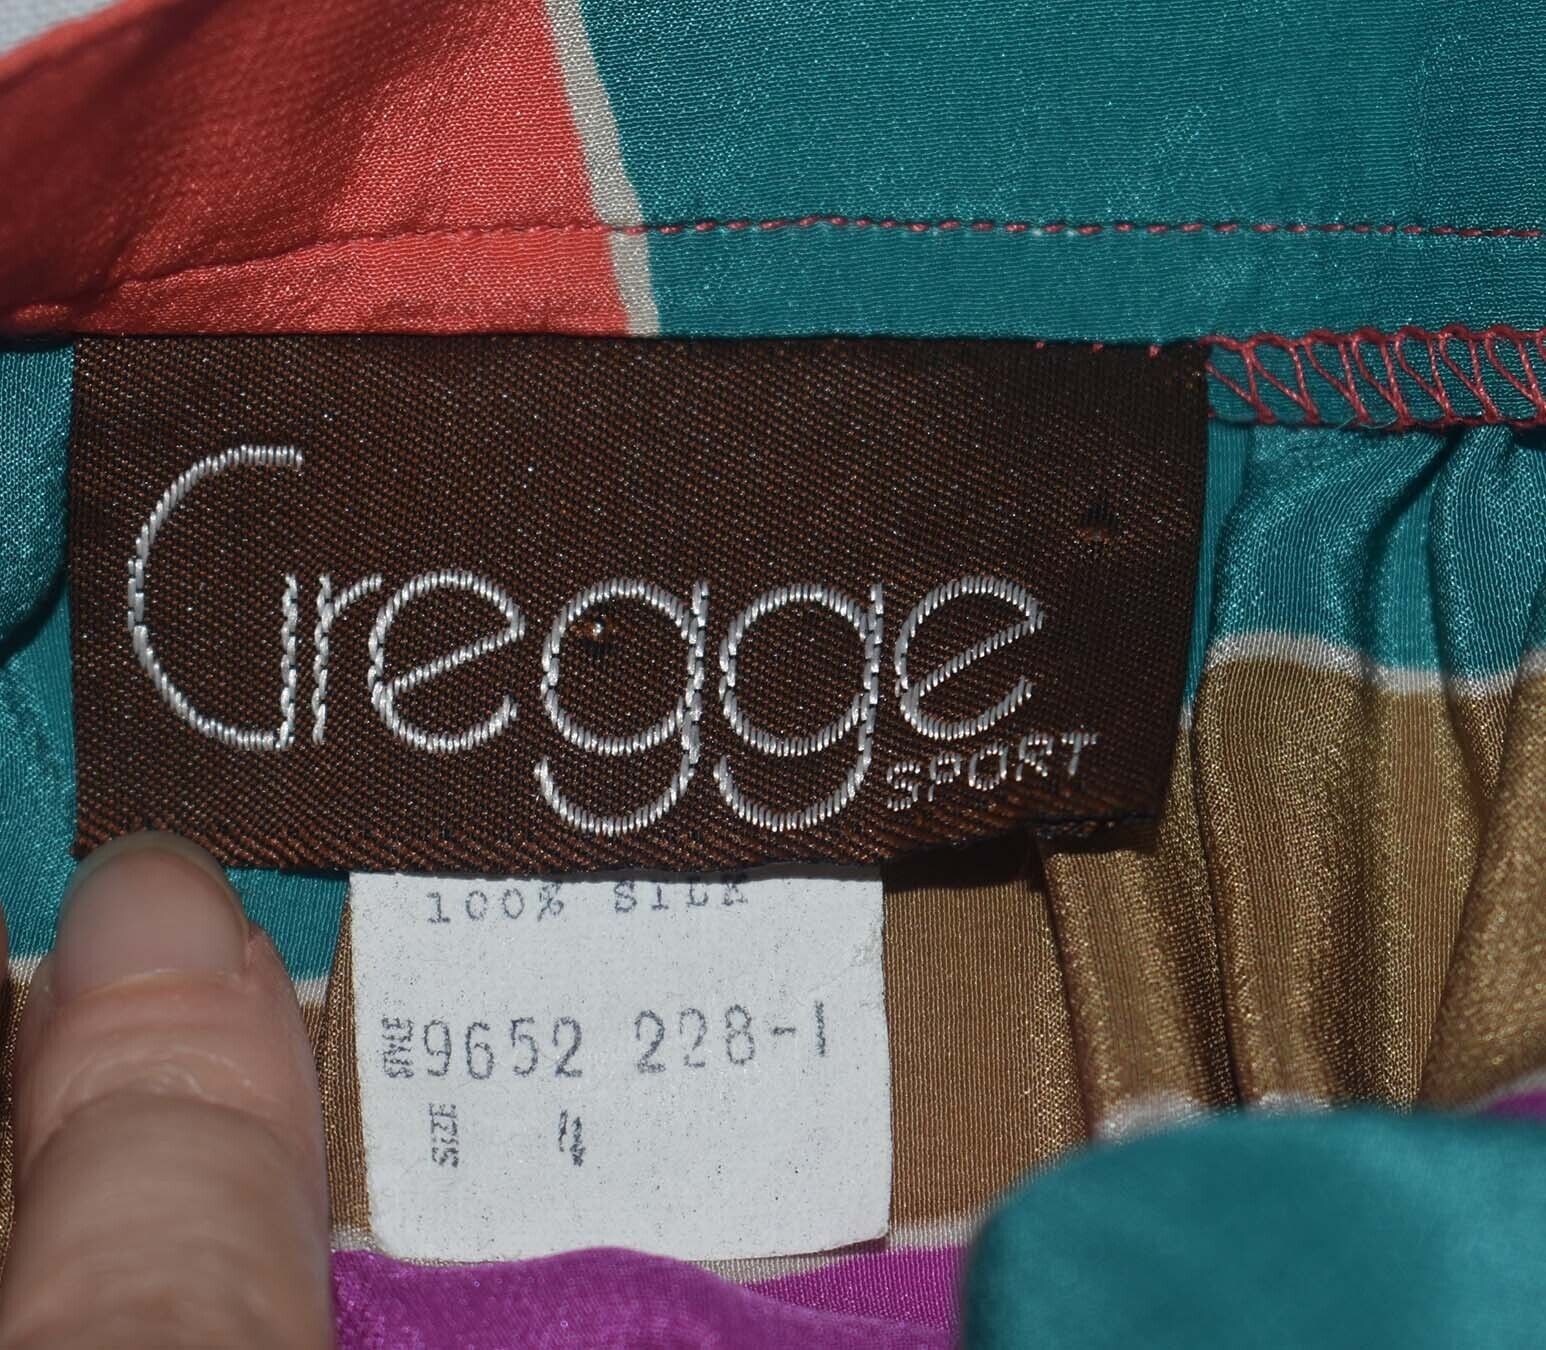 Gregge
SPORT
100% SILK
STYLE 9652 228-1
SIZE 4